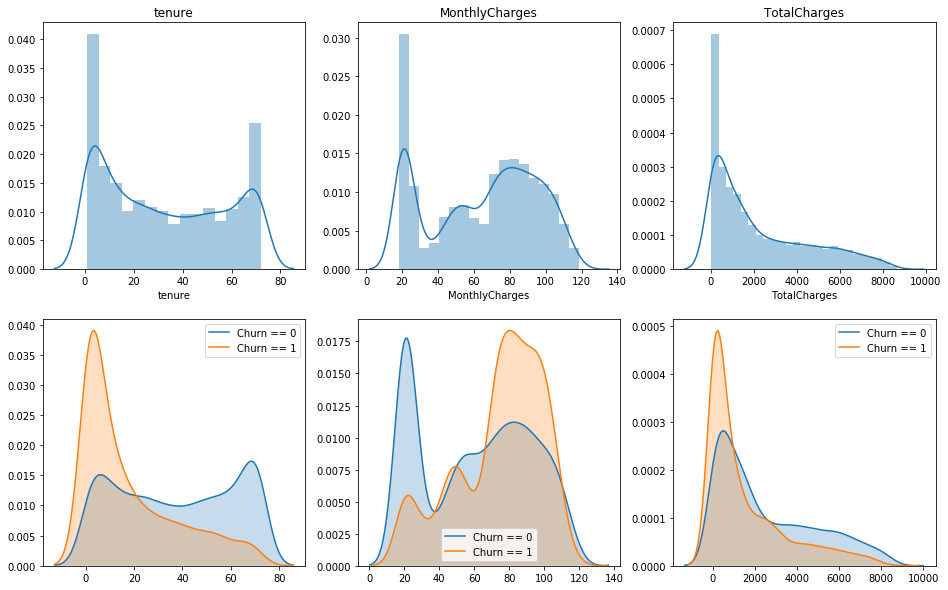 tenure
MonthlyCharges
TotalCharges
0.040
0.035
0.030
0.025
0.020
0.015
0.010
0.005
0.000
0 20 40 60 80
tenure
0.030
0.025
0.020
0.015
0.010
0.005
0.000
0 20 40 60 80 100 120 140
MonthlyCharges
0.0007
0.0006
0.0005
0.0004
0.0003
0.0002
0.0001
0.0000
0 2000 4000 6000 8000 10000
TotalCharges
0.040
0.035
0.030
0.025
0.020
0.015
0.010
0.005
0.000
0 20 40 60 80
Churn == 0
Churn == 1
0.0175
0.0150
0.0125
0.0100
0.0075
0.0050
0.0025
0.0000
0 20 40 60 80 100 120 140
Churn == 0
Churn == 1
0.0005
0.0004
0.0003
0.0002
0.0001
0.0000
0 2000 4000 6000 8000 10000
Churn == 0
Churn == 1